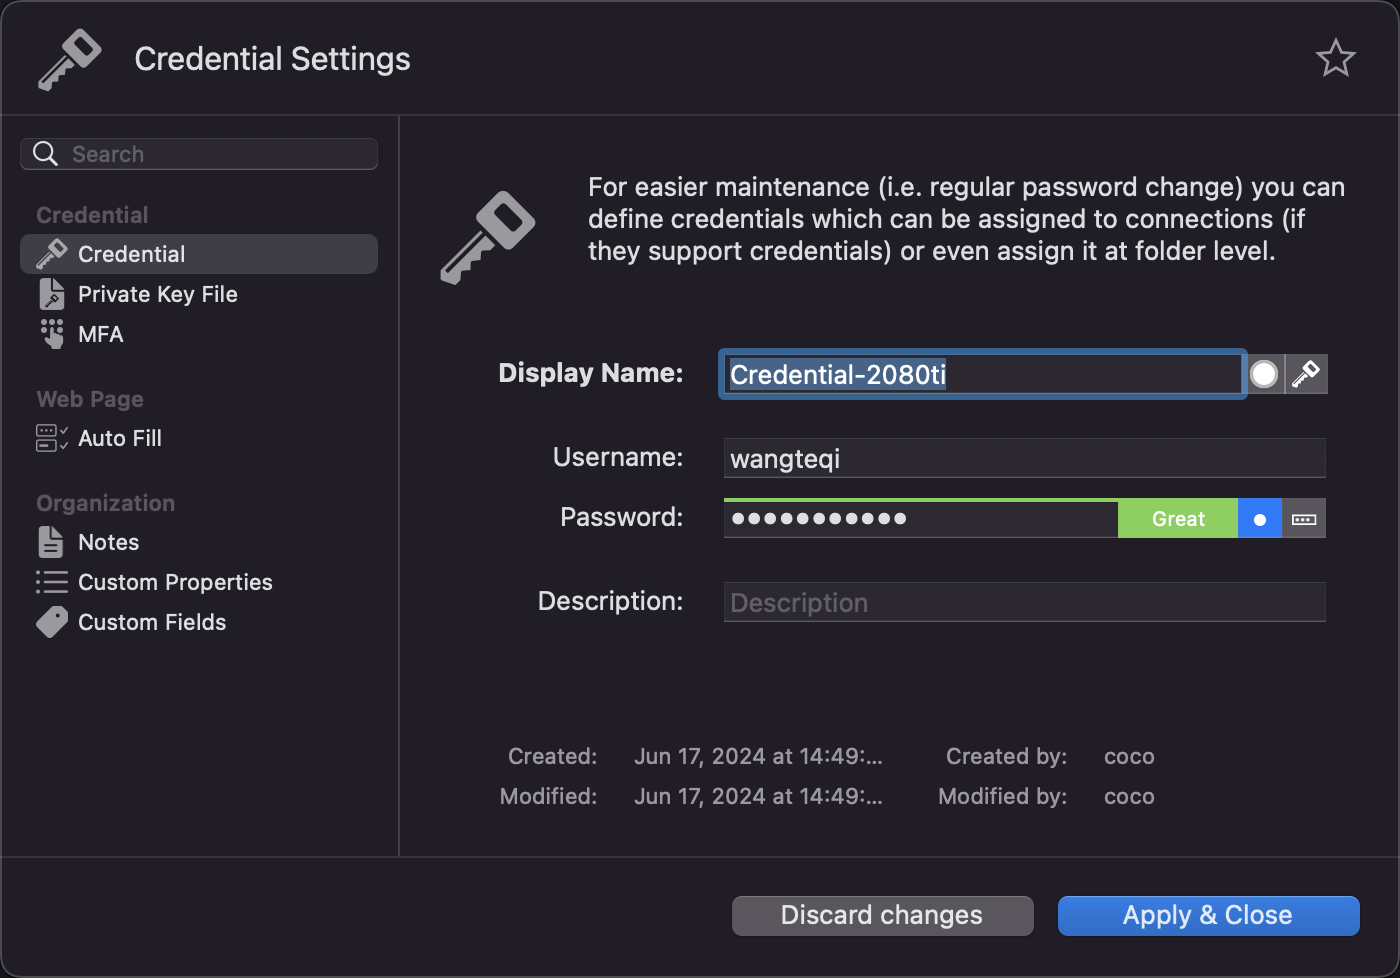 Credential Settings
Search
Credential
Credential
Private Key File
MFA
Web Page
Auto Fill
Organization
Notes
Custom Properties
Custom Fields
For easier maintenance (i.e. regular password change) you can
define credentials which can be assigned to connections (if
they support credentials) or even assign it at folder level.
Display Name: Credential-2080ti
Username: wangteqi
Password: ●●●●●●●●●●● Great
Description: Description
Created: Jun 17, 2024 at 14:49:... Created by: coco
Modified: Jun 17, 2024 at 14:49:... Modified by: coco
Discard changes Apply & Close